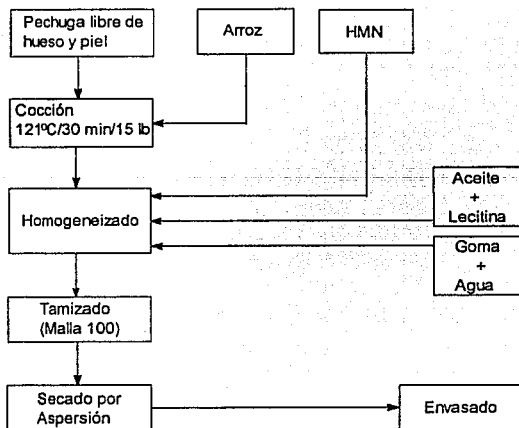 Pechuga libre de
hueso y piel
Arroz
HMN
Cocción
121ºC/30 min/15 lb
Aceite
+
Lecitina
Homogeneizado
Goma
+
Agua
Tamizado
(Malla 100)
Secado por
Aspersión
Envasado